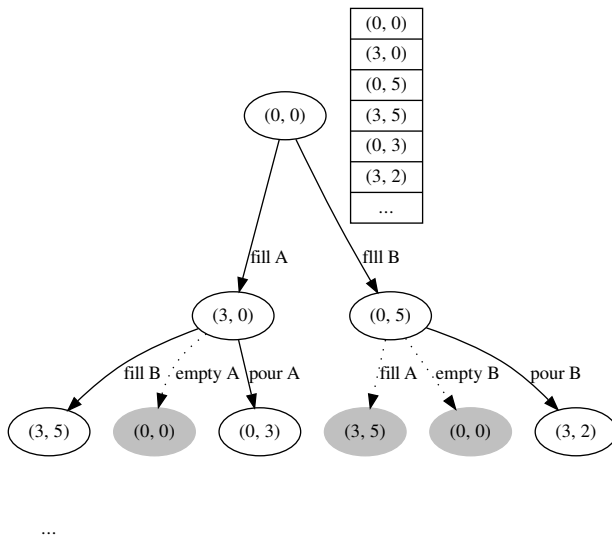 (0, 0)
(3, 0)
(0, 5)
(3, 5)
(0, 3)
(3, 2)
...
(0, 0)
fill A
flll B
(3, 0)
(0, 5)
fill B
empty A
pour A
fill A
empty B
pour B
(3, 5)
(0, 0)
(0, 3)
(3, 5)
(0, 0)
(3, 2)
...